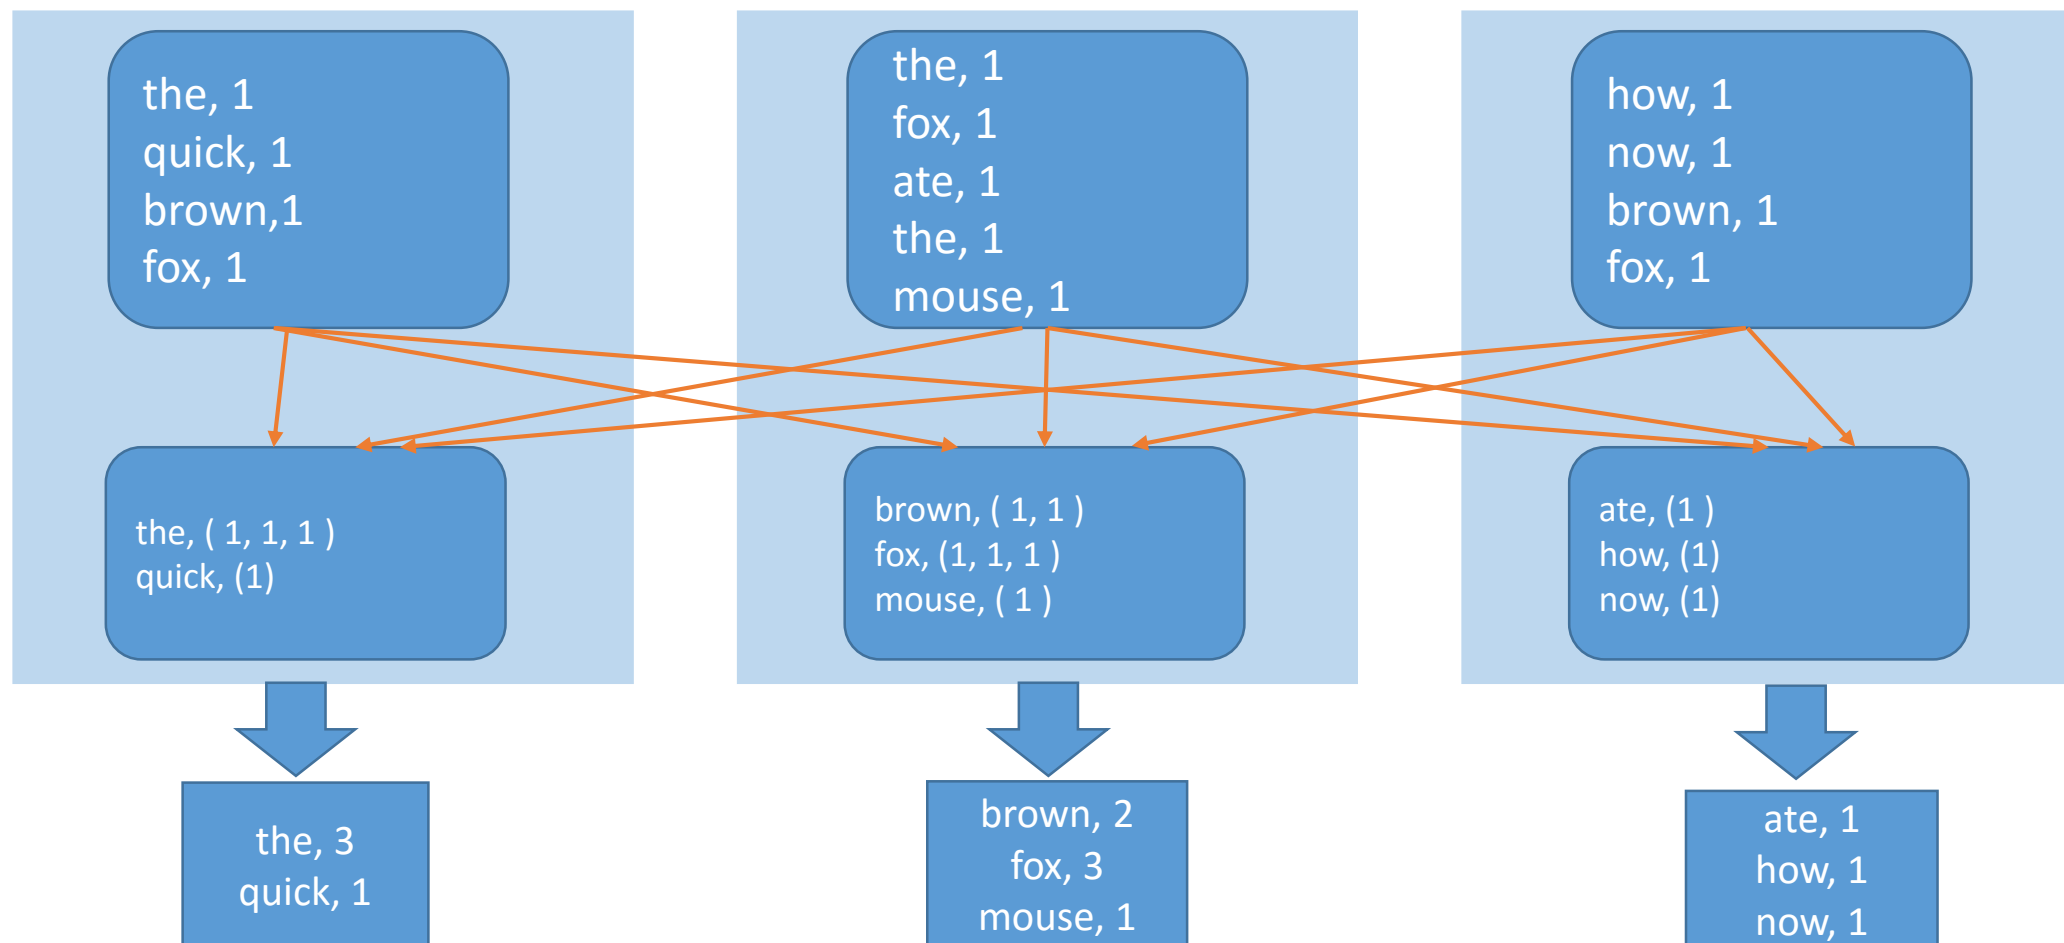 the, 1
quick, 1
brown,1
fox, 1
the, 1
fox, 1
ate, 1
the, 1
mouse, 1
how, 1
now, 1
brown, 1
fox, 1
the, ( 1, 1, 1 )
quick, (1)
brown, ( 1, 1 )
fox, (1, 1, 1 )
mouse, ( 1 )
ate, (1 )
how, (1)
now, (1)
the, 3
quick, 1
brown, 2
fox, 3
mouse, 1
ate, 1
how, 1
now, 1